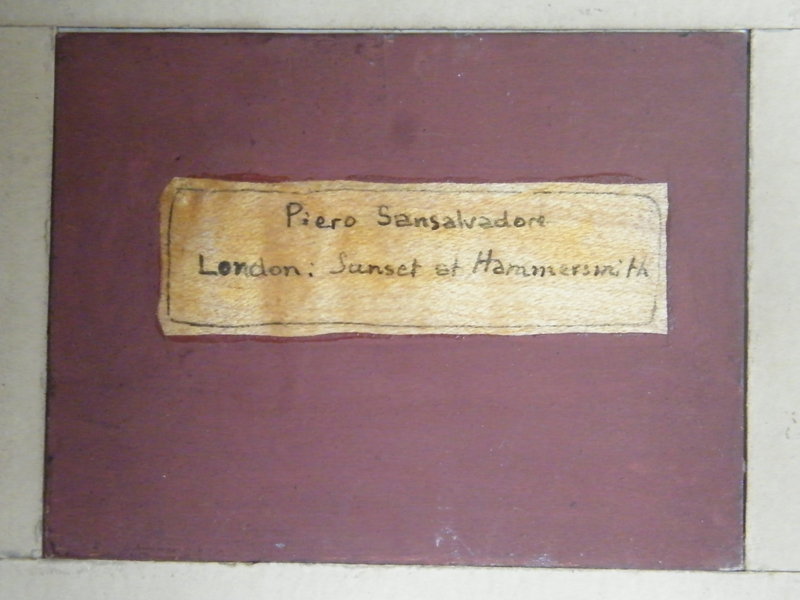 Piero Sansalvadore
London: Sunset at Hammersmith